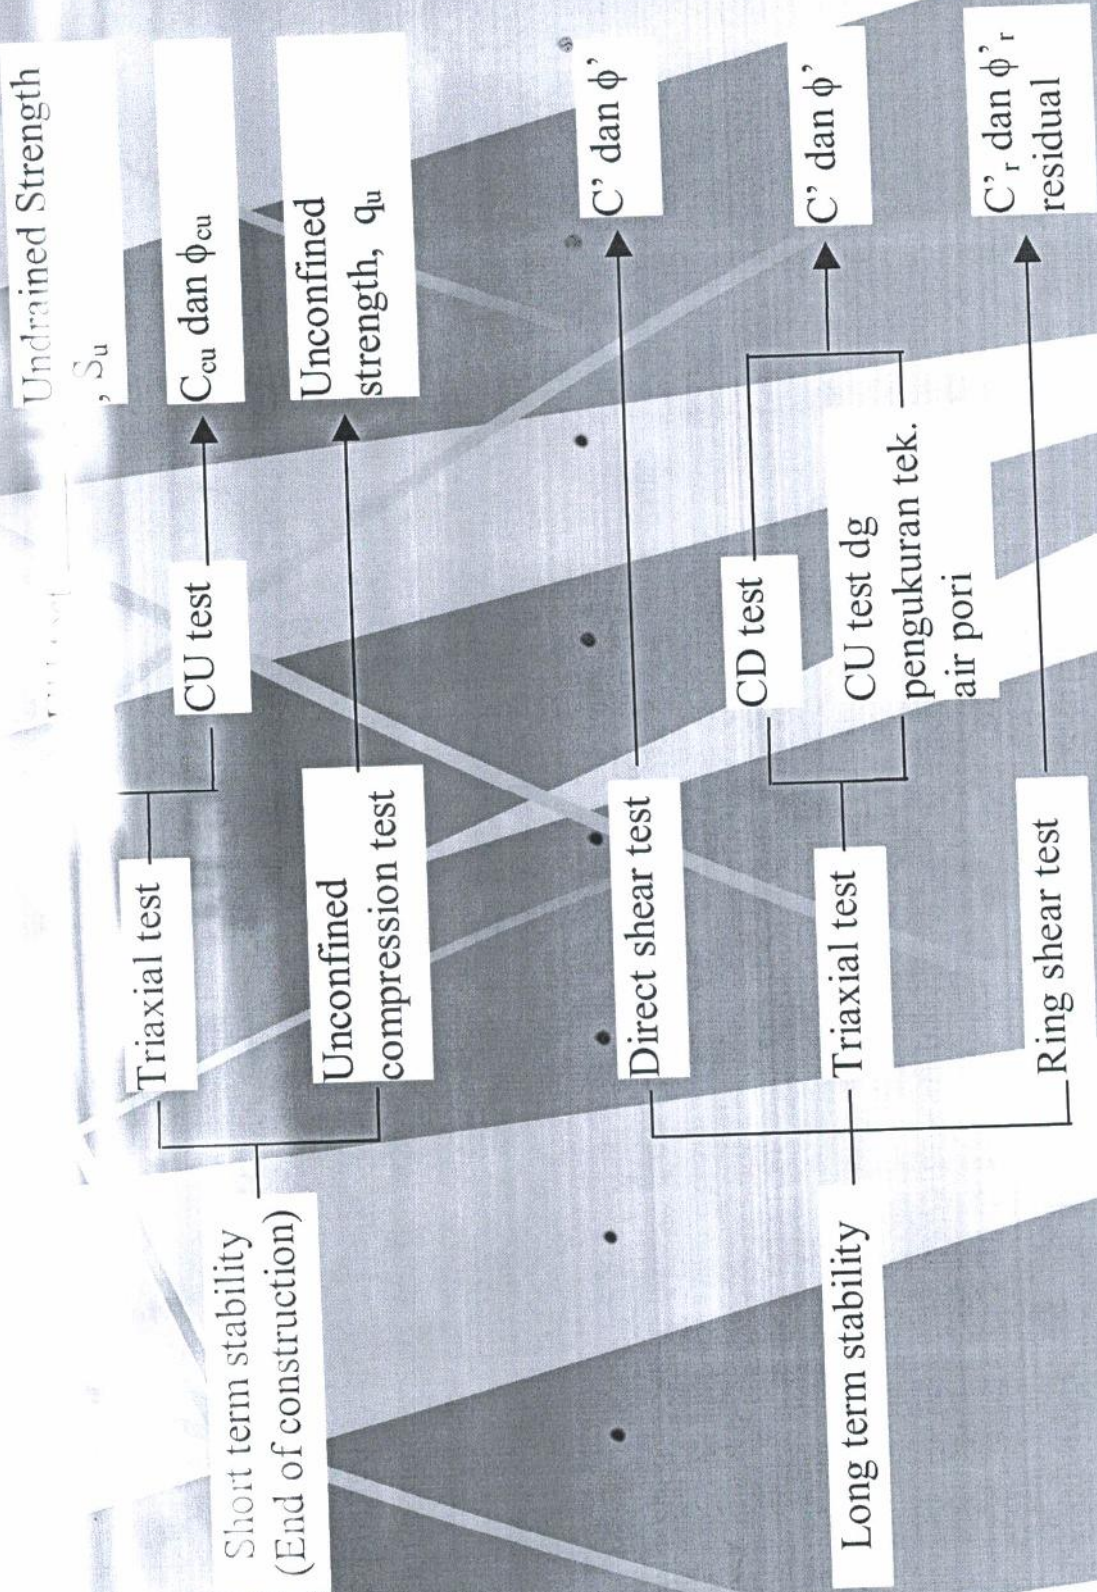 Undrained Strength
, Sᵤ
Triaxial test
CU test
C_cu dan ϕ_cu
Short term stability
(End of construction)
Unconfined
compression test
Unconfined
strength, qᵤ
Direct shear test
C’ dan ϕ’
Long term stability
Triaxial test
CD test
CU test dg
pengukuran tek.
air pori
C’ dan ϕ’
Ring shear test
C’ᵣ dan ϕ’ᵣ
residual